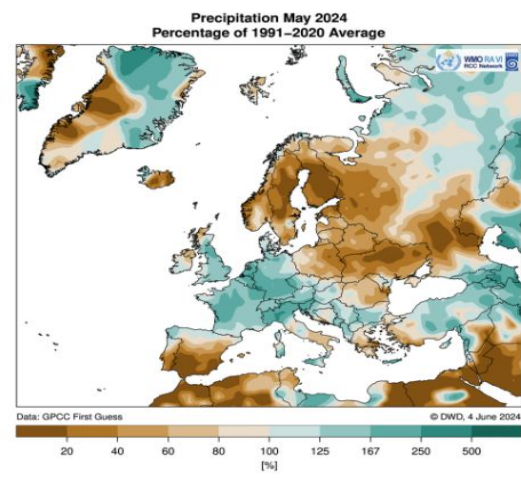 Precipitation May 2024
Percentage of 1991–2020 Average
WMO RA VI
RCC Network
Data: GPCC First Guess
© DWD, 4 June 2024
20 40 60 80 100 125 167 250 500
[%]